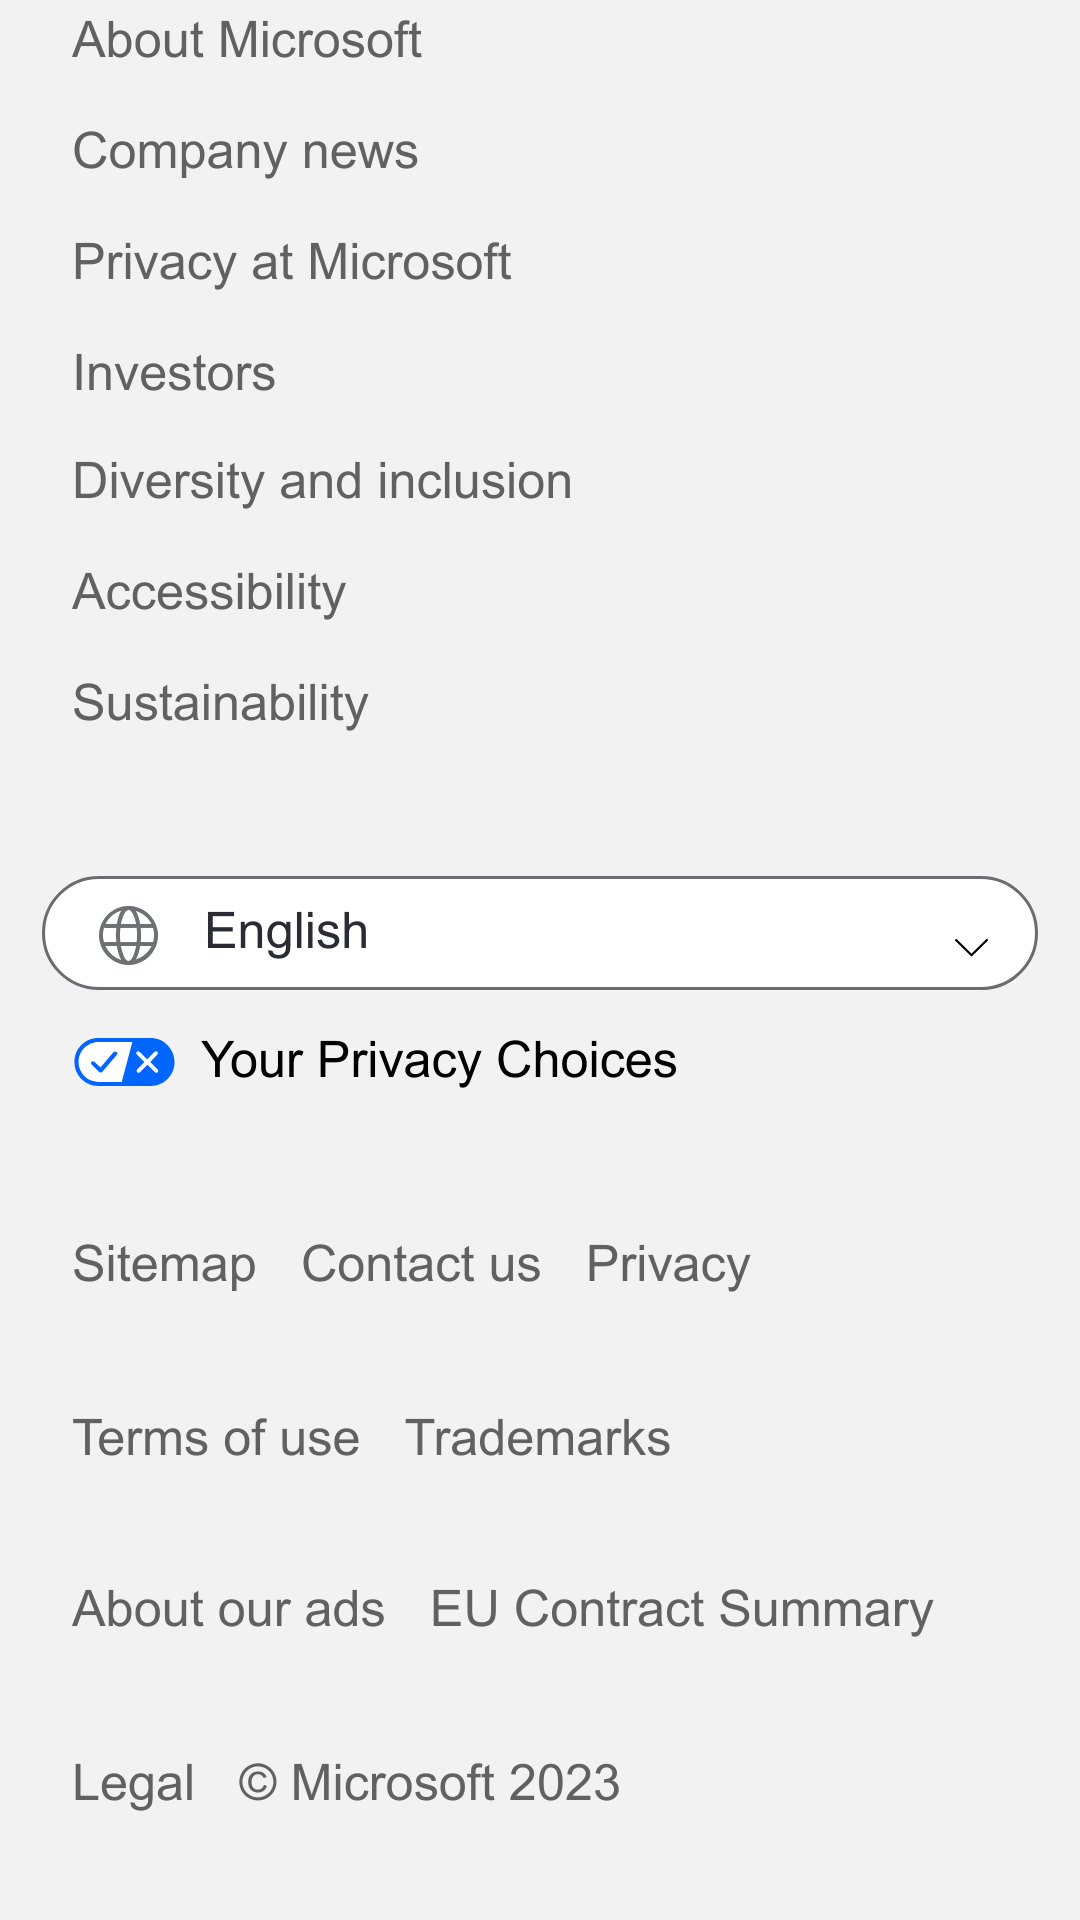 About Microsoft
Company news
Privacy at Microsoft
Investors
Diversity and inclusion
Accessibility
Sustainability
English
Your Privacy Choices
Sitemap Contact us Privacy
Terms of use Trademarks
About our ads EU Contract Summary
Legal © Microsoft 2023